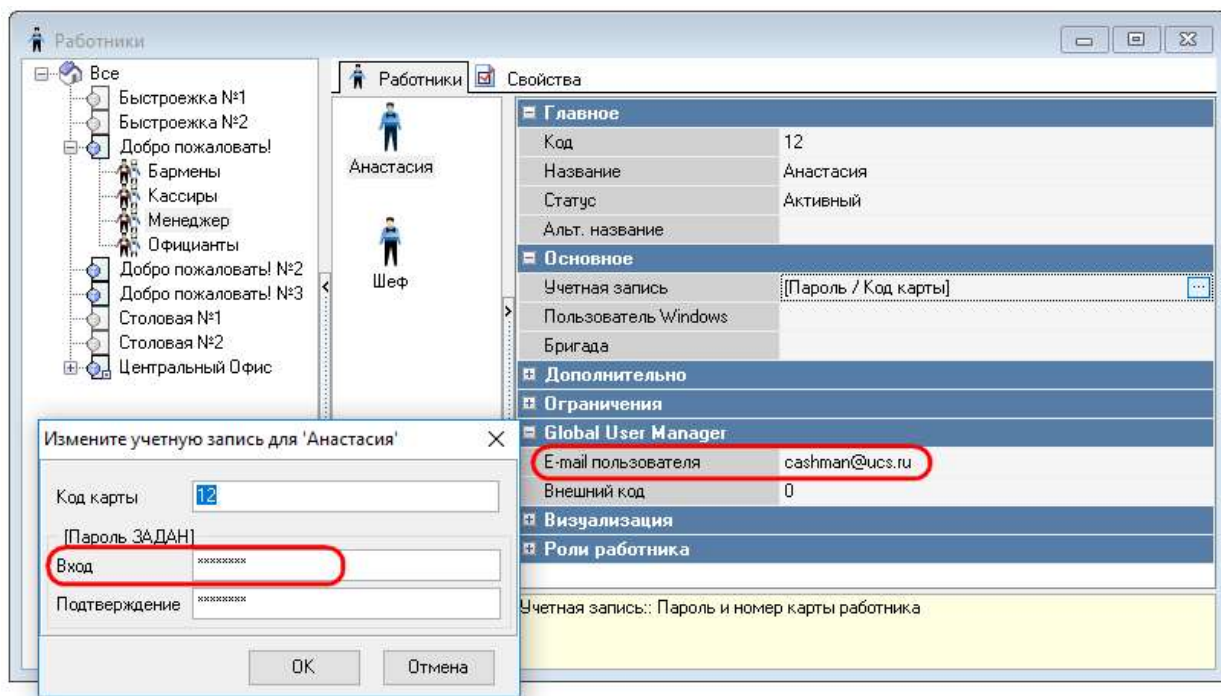 Работники
Все
Быстроежка №1
Быстроежка №2
Добро пожаловать!
Бармены
Кассиры
Менеджер
Официанты
Добро пожаловать! №2
Добро пожаловать! №3
Столовая №1
Столовая №2
Центральный Офис
Работники
Свойства
Анастасия
Шеф
Главное
Код 12
Название Анастасия
Статус Активный
Альт. название
Основное
Учетная запись [Пароль / Код карты] ...
Пользователь Windows
Бригада
Дополнительно
Ограничения
Global User Manager
E-mail пользователя cashman@ucs.ru
Внешний код 0
Визуализация
Роли работника
Учетная запись:: Пароль и номер карты работника
Измените учетную запись для 'Анастасия'
Код карты 12
[Пароль ЗАДАН]
Вход ********
Подтверждение ********
OK Отмена